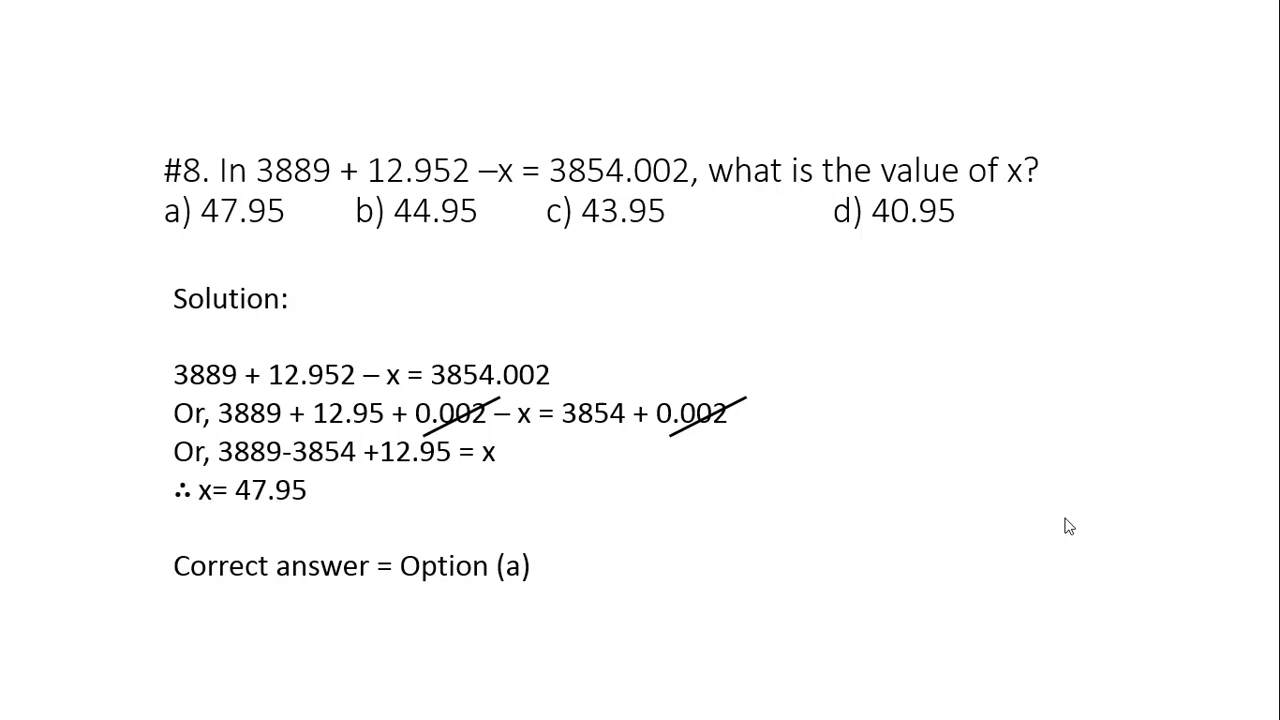 #8. In 3889 + 12.952 –x = 3854.002, what is the value of x?
a) 47.95 b) 44.95 c) 43.95 d) 40.95
Solution:
3889 + 12.952 – x = 3854.002
Or, 3889 + 12.95 + 0.002 – x = 3854 + 0.002
Or, 3889-3854 +12.95 = x
∴ x= 47.95
Correct answer = Option (a)